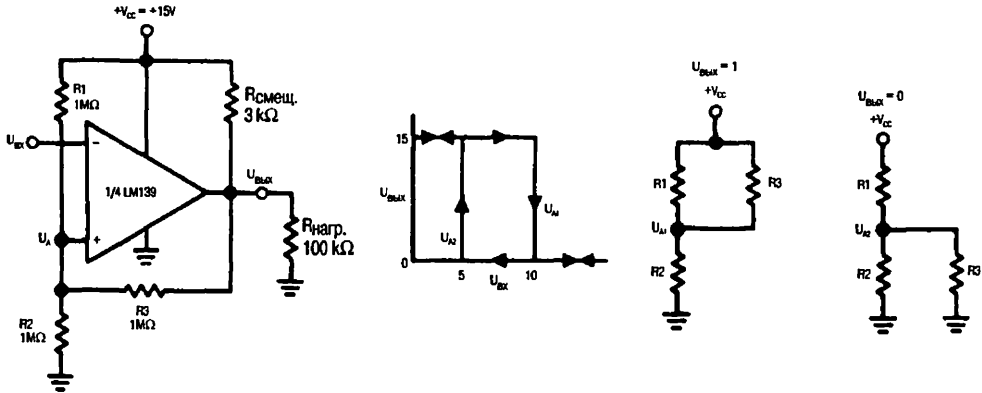 +Vcc = +15V
R1
1MΩ
Rсмещ.
3 kΩ
Uвх
−
1/4 LM139
Uвых
UA
+
Rнагр.
100 kΩ
R3
1MΩ
R2
1MΩ
15
Uвых
0
UA2
UA1
5
10
Uвх
Uвых = 1
+Vcc
R1
R3
UA1
R2
Uвых = 0
+Vcc
R1
UA2
R2
R3